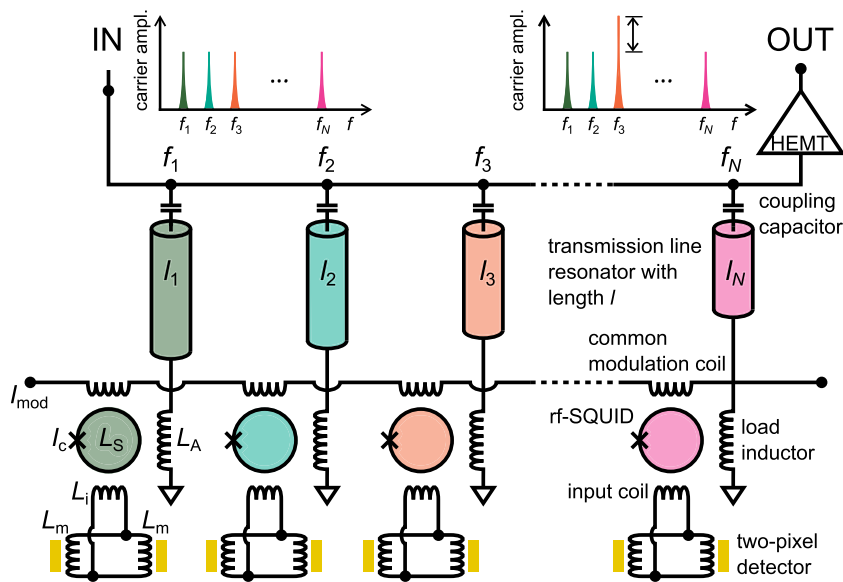 IN
carrier ampl.
f1 f2 f3 ... fN f
carrier ampl.
f1 f2 f3 ... fN f
OUT
HEMT
f1 f2 f3 fN
coupling
capacitor
l1 l2 l3 lN
transmission line
resonator with
length l
common
modulation coil
Imod
Ic LS LA
rf-SQUID
load
inductor
Li
input coil
Lm Lm
two-pixel
detector